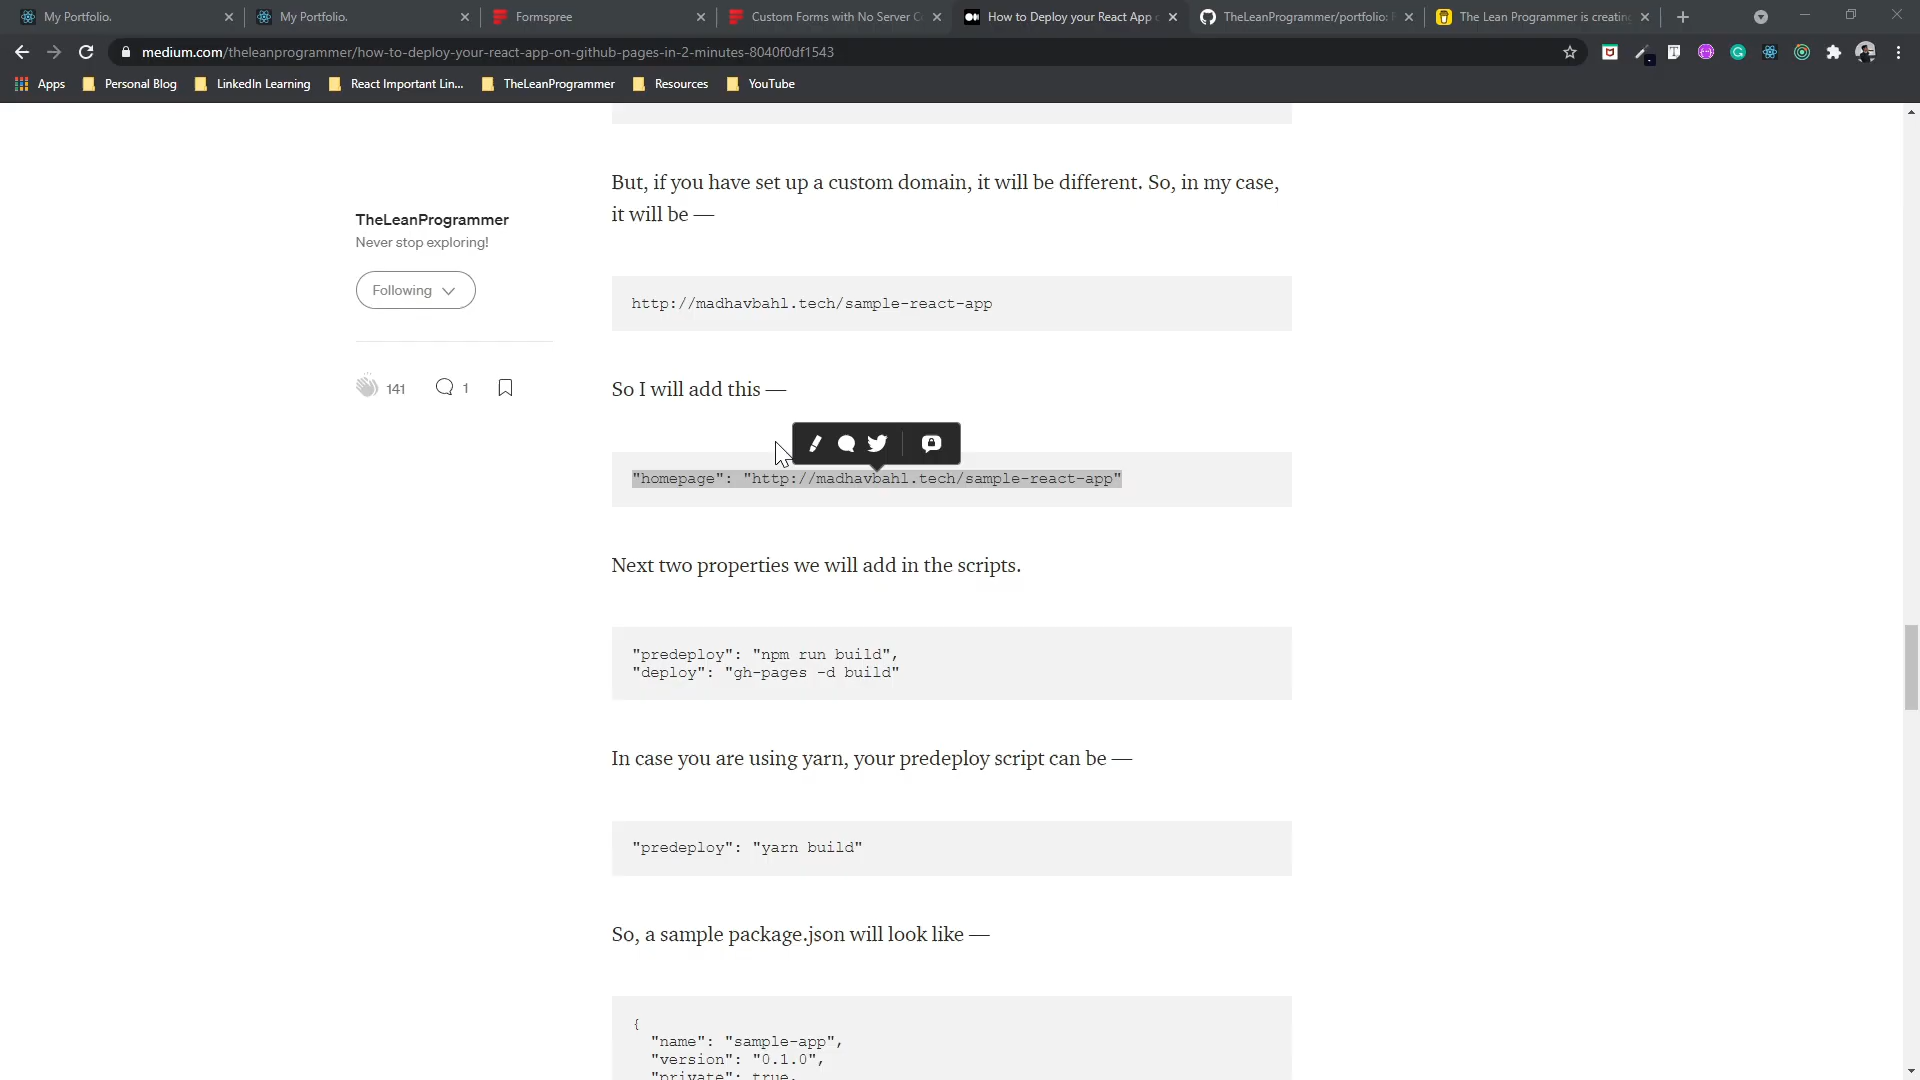 My Portfolio.
My Portfolio.
Formspree
Custom Forms with No Server C
How to Deploy your React App
TheLeanProgrammer/portfolio:
The Lean Programmer is creating
medium.com/theleanprogrammer/how-to-deploy-your-react-app-on-github-pages-in-2-minutes-8040f0df1543
Apps
Personal Blog
LinkedIn Learning
React Important Lin...
TheLeanProgrammer
Resources
YouTube
But, if you have set up a custom domain, it will be different. So, in my case,
it will be —
TheLeanProgrammer
Never stop exploring!
Following
http://madhavbahl.tech/sample-react-app
141
1
So I will add this —
"homepage": "http://madhavbahl.tech/sample-react-app"
Next two properties we will add in the scripts.
"predeploy": "npm run build",
"deploy": "gh-pages -d build"
In case you are using yarn, your predeploy script can be —
"predeploy": "yarn build"
So, a sample package.json will look like —
{
"name": "sample-app",
"version": "0.1.0",
"private": true,